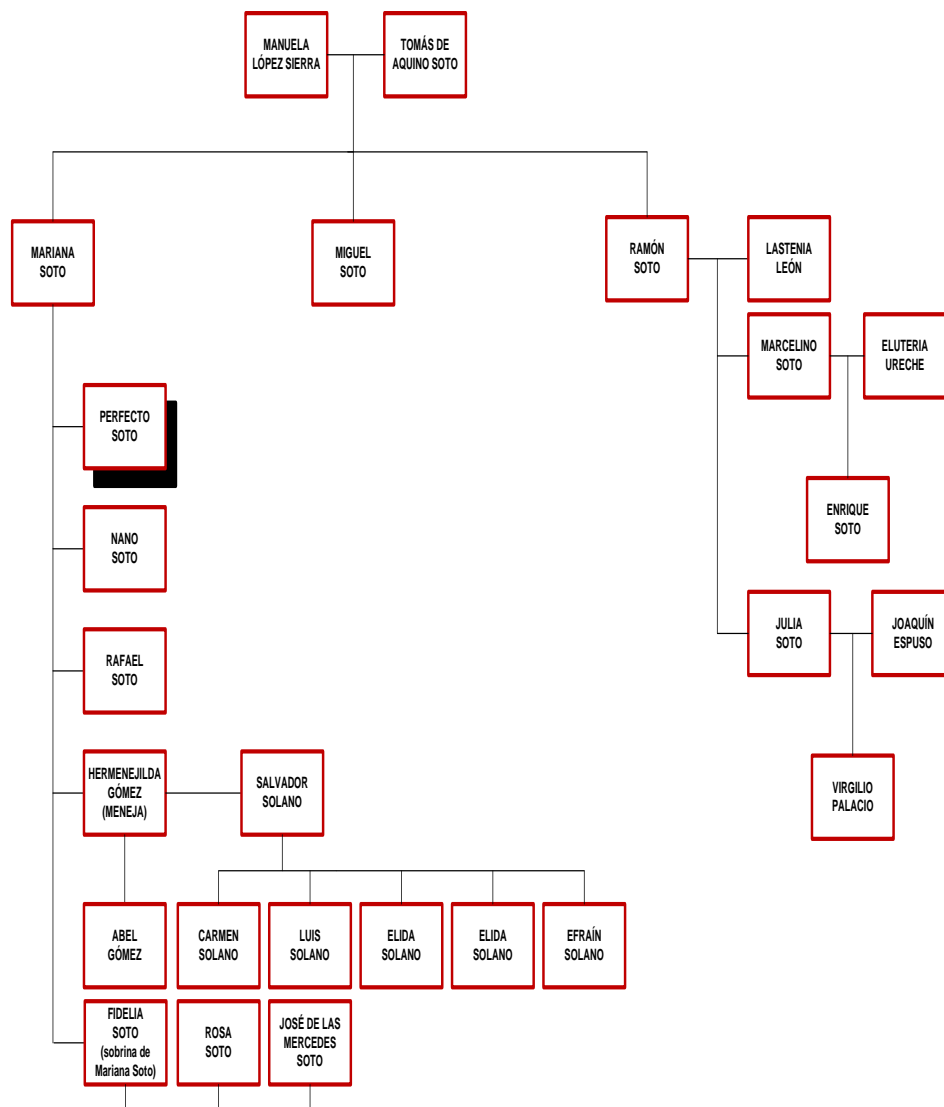 MANUELA
LÓPEZ SIERRA
TOMÁS DE
AQUINO SOTO
MARIANA
SOTO
MIGUEL
SOTO
RAMÓN
SOTO
LASTENIA
LEÓN
MARCELINO
SOTO
ELUTERIA
URECHE
PERFECTO
SOTO
ENRIQUE
SOTO
NANO
SOTO
JULIA
SOTO
JOAQUÍN
ESPUSO
RAFAEL
SOTO
HERMENEJILDA
GÓMEZ
(MENEJA)
SALVADOR
SOLANO
VIRGILIO
PALACIO
ABEL
GÓMEZ
CARMEN
SOLANO
LUIS
SOLANO
ELIDA
SOLANO
ELIDA
SOLANO
EFRAÍN
SOLANO
FIDELIA
SOTO
(sobrina de
Mariana Soto)
ROSA
SOTO
JOSÉ DE LAS
MERCEDES
SOTO